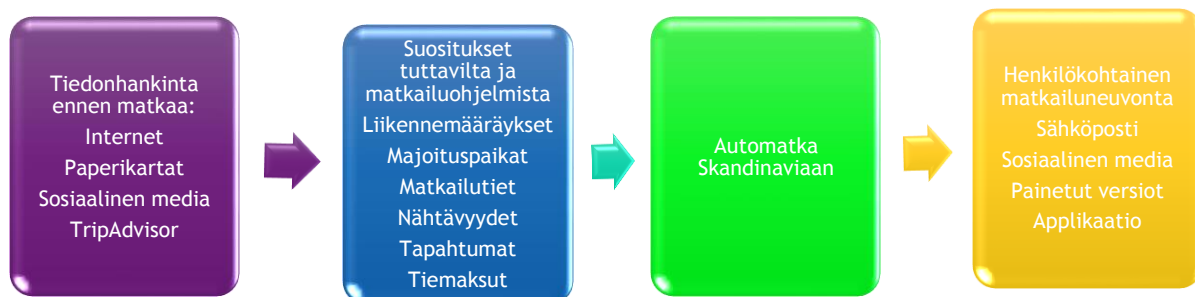 Tiedonhankinta
ennen matkaa:
Internet
Paperikartat
Sosiaalinen media
TripAdvisor
Suositukset
tuttavilta ja
matkailuohjelmista
Liikennemääräykset
Majoituspaikat
Matkailutiet
Nähtävyydet
Tapahtumat
Tiemaksut
Automatka
Skandinaviaan
Henkilökohtainen
matkailuneuvonta
Sähköposti
Sosiaalinen media
Painetut versiot
Applikaatio